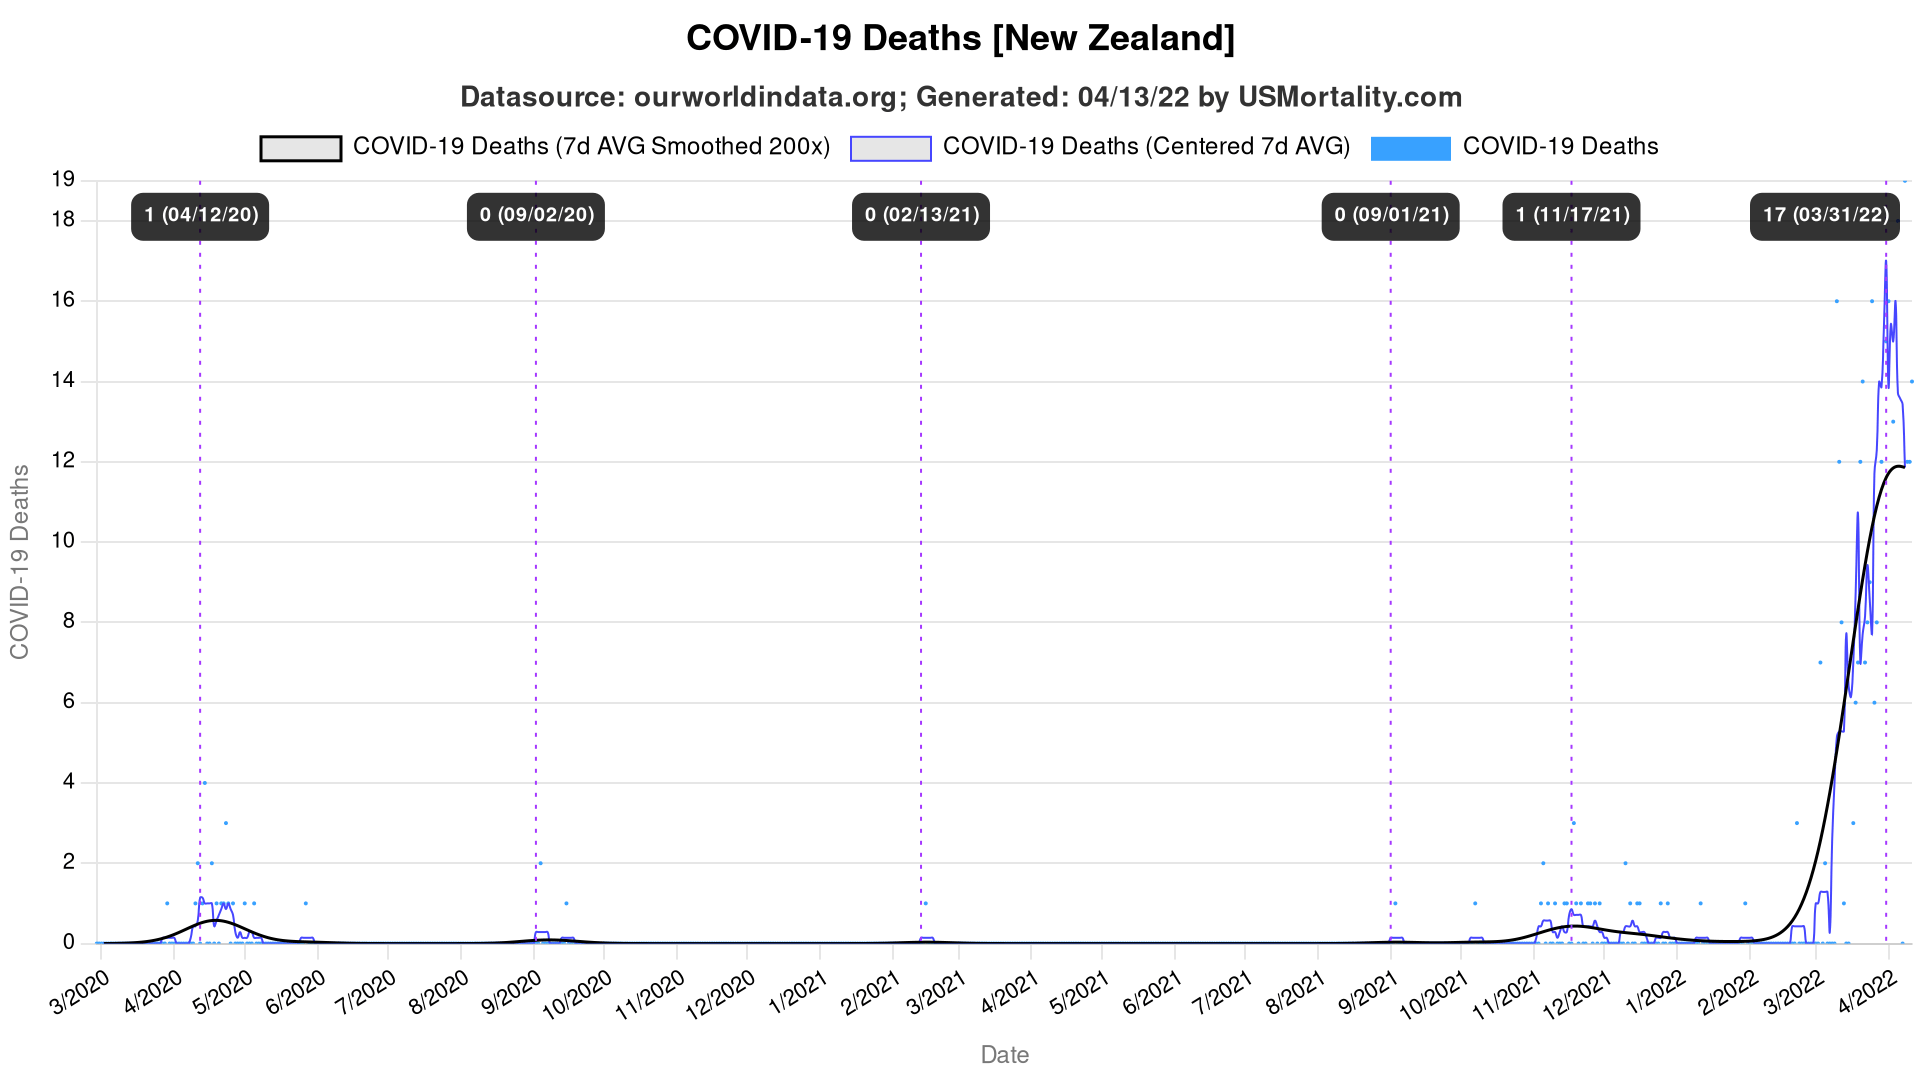 COVID-19 Deaths [New Zealand]
Datasource: ourworldindata.org; Generated: 04/13/22 by USMortality.com
COVID-19 Deaths (7d AVG Smoothed 200x) COVID-19 Deaths (Centered 7d AVG) COVID-19 Deaths
1 (04/12/20) 0 (09/02/20) 0 (02/13/21) 0 (09/01/21) 1 (11/17/21) 17 (03/31/22)
COVID-19 Deaths
19
18
16
14
12
10
8
6
4
2
0
3/2020 4/2020 5/2020 6/2020 7/2020 8/2020 9/2020 10/2020 11/2020 12/2020 1/2021 2/2021 3/2021 4/2021 5/2021 6/2021 7/2021 8/2021 9/2021 10/2021 11/2021 12/2021 1/2022 2/2022 3/2022 4/2022
Date